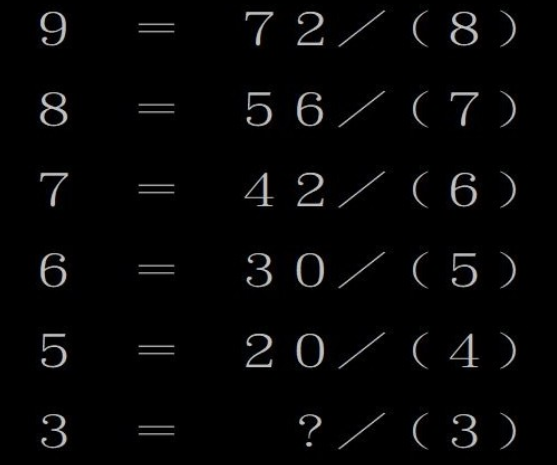 9 = 72/(8)
8 = 56/(7)
7 = 42/(6)
6 = 30/(5)
5 = 20/(4)
3 = ?/(3)